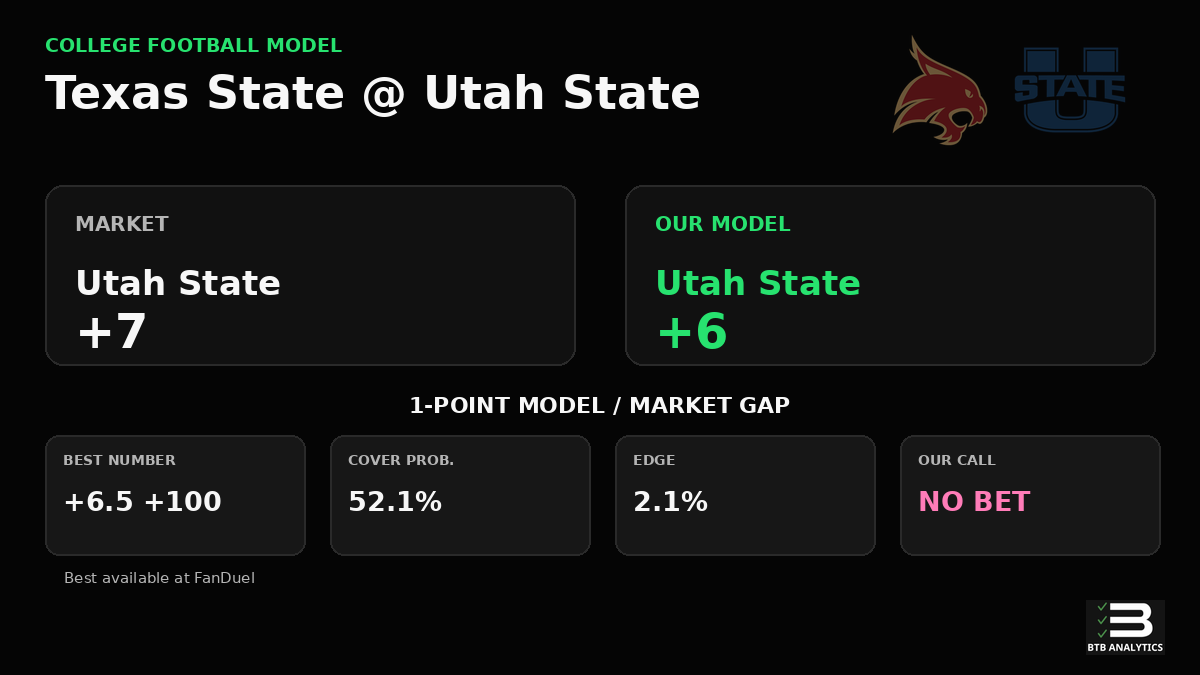 COLLEGE FOOTBALL MODEL
Texas State @ Utah State
U
STATE
MARKET
Utah State
+7
OUR MODEL
Utah State
+6
1-POINT MODEL / MARKET GAP
BEST NUMBER
+6.5 +100
COVER PROB.
52.1%
EDGE
2.1%
OUR CALL
NO BET
Best available at FanDuel
B
BTB ANALYTICS